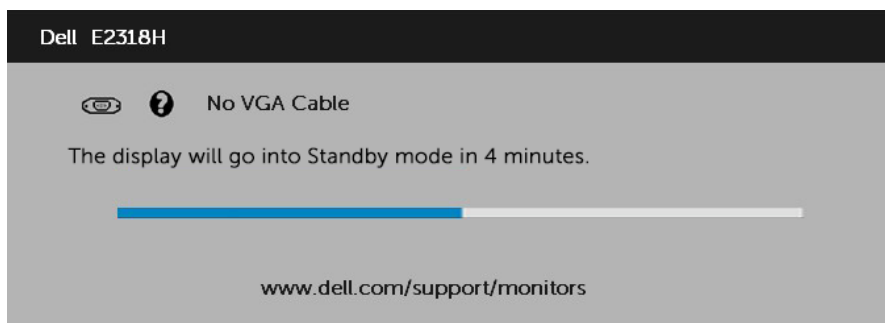 Dell E2318H
No VGA Cable
The display will go into Standby mode in 4 minutes.
www.dell.com/support/monitors